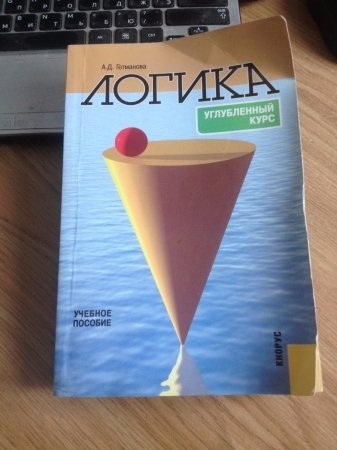 А.Д. Гетманова
ЛОГИКА
УГЛУБЛЕННЫЙ
КУРС
УЧЕБНОЕ
ПОСОБИЕ
КНОРУС